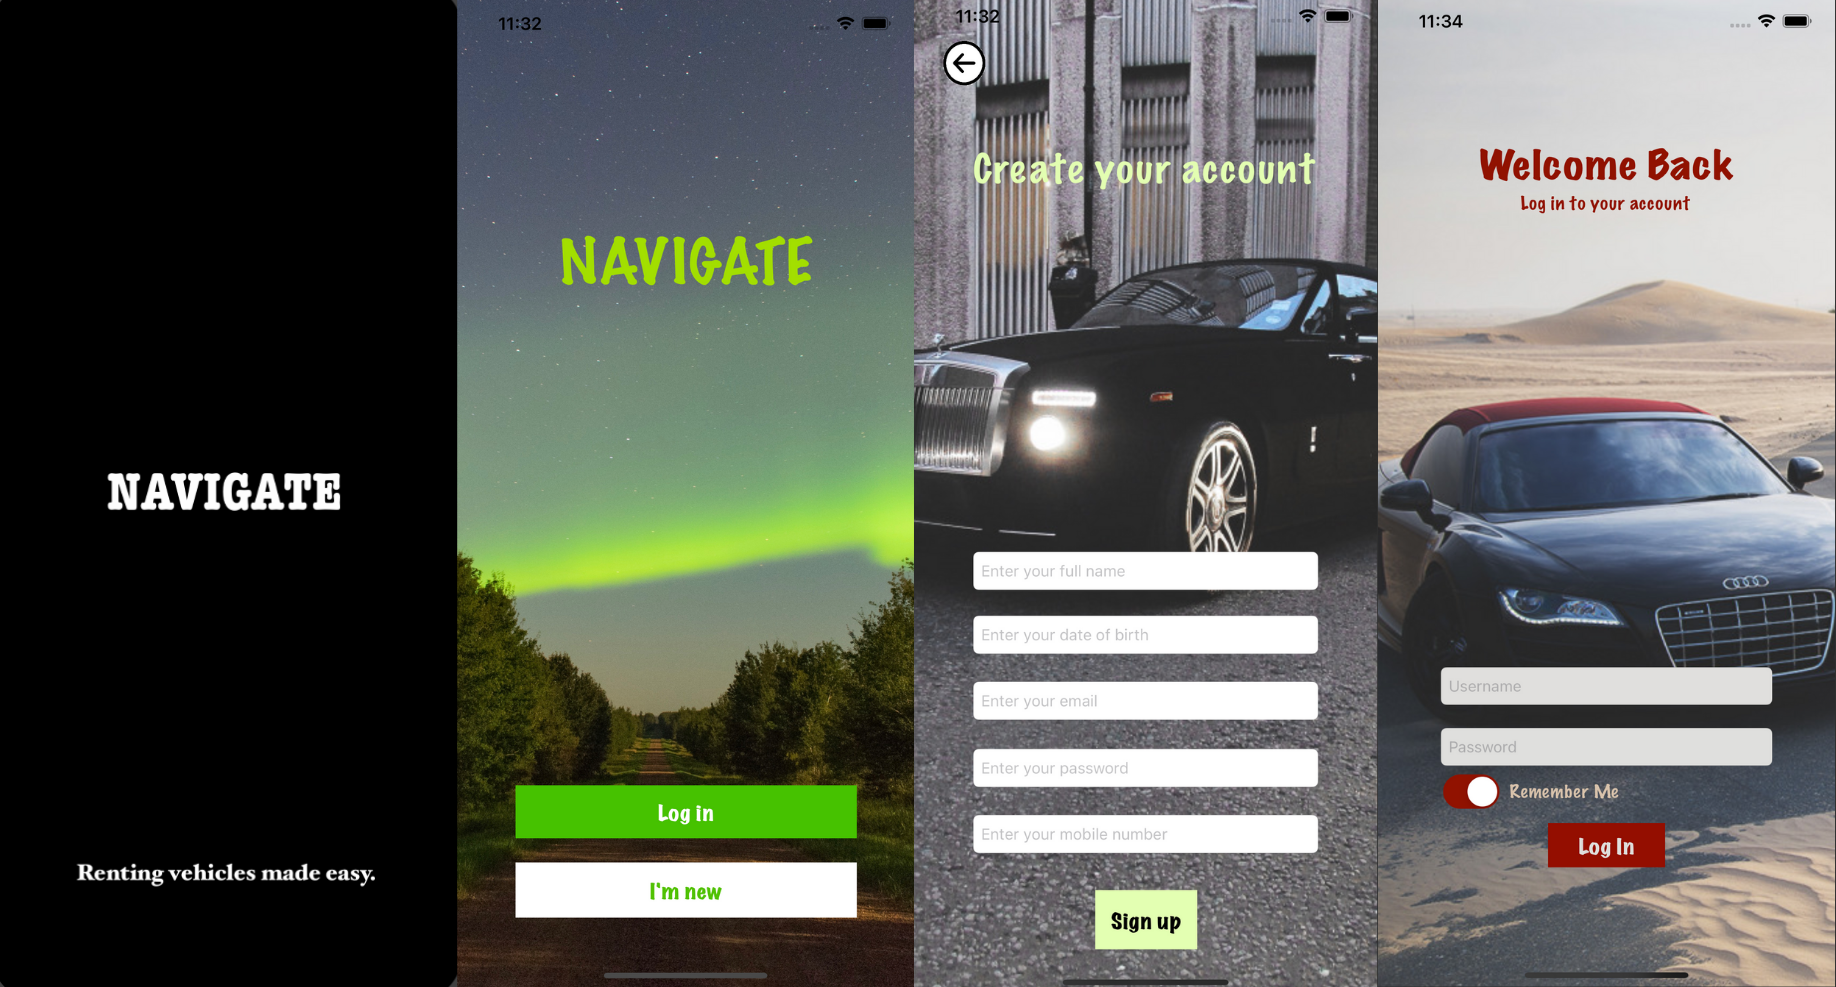 NAVIGATE
Renting vehicles made easy.
11:32
NAVIGATE
Log in
I'm new
11:32
Create your account
Enter your full name
Enter your date of birth
Enter your email
Enter your password
Enter your mobile number
Sign up
11:34
Welcome Back
Log in to your account
Username
Password
Remember Me
Log In